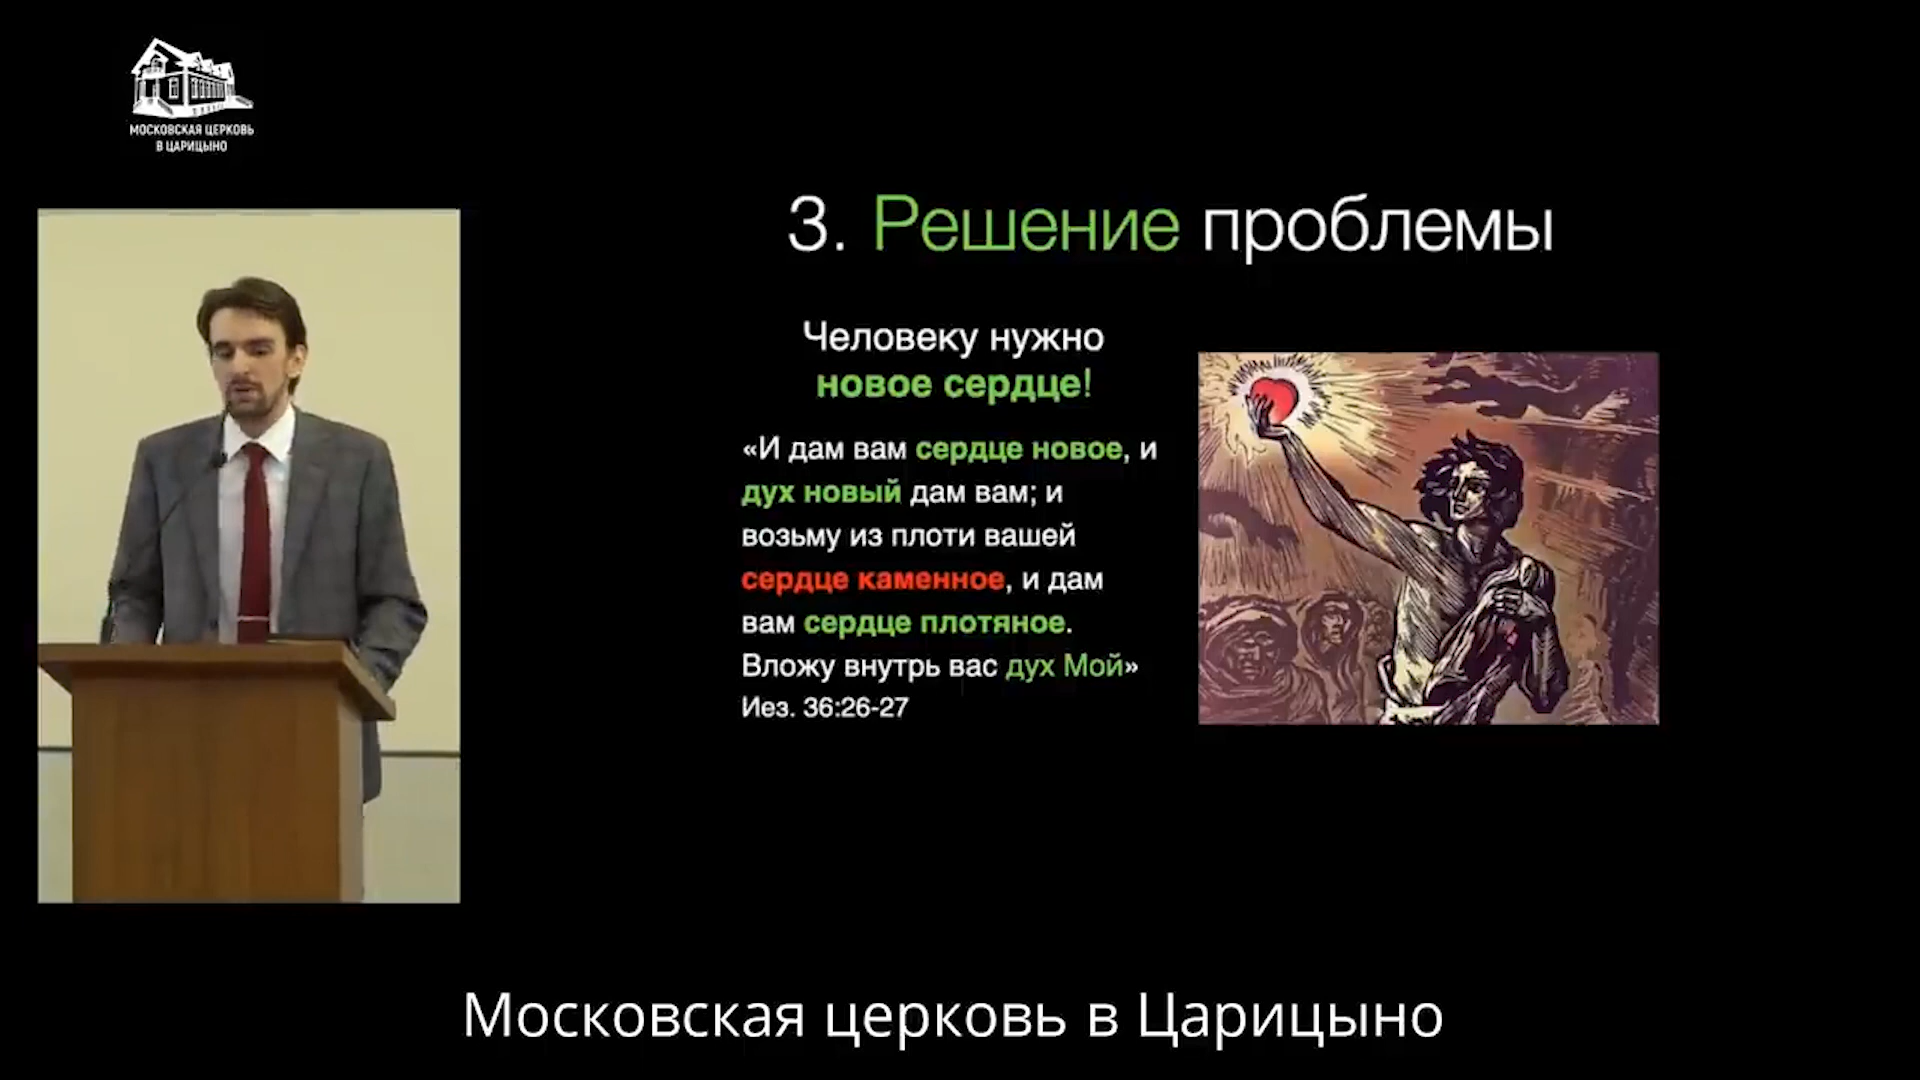 МОСКОВСКАЯ ЦЕРКОВЬ
В ЦАРИЦЫНО
3. Решение проблемы
Человеку нужно
новое сердце!
«И дам вам сердце новое, и
дух новый дам вам; и
возьму из плоти вашей
сердце каменное, и дам
вам сердце плотяное.
Вложу внутрь вас дух Мой»
Иез. 36:26-27
Московская церковь в Царицыно